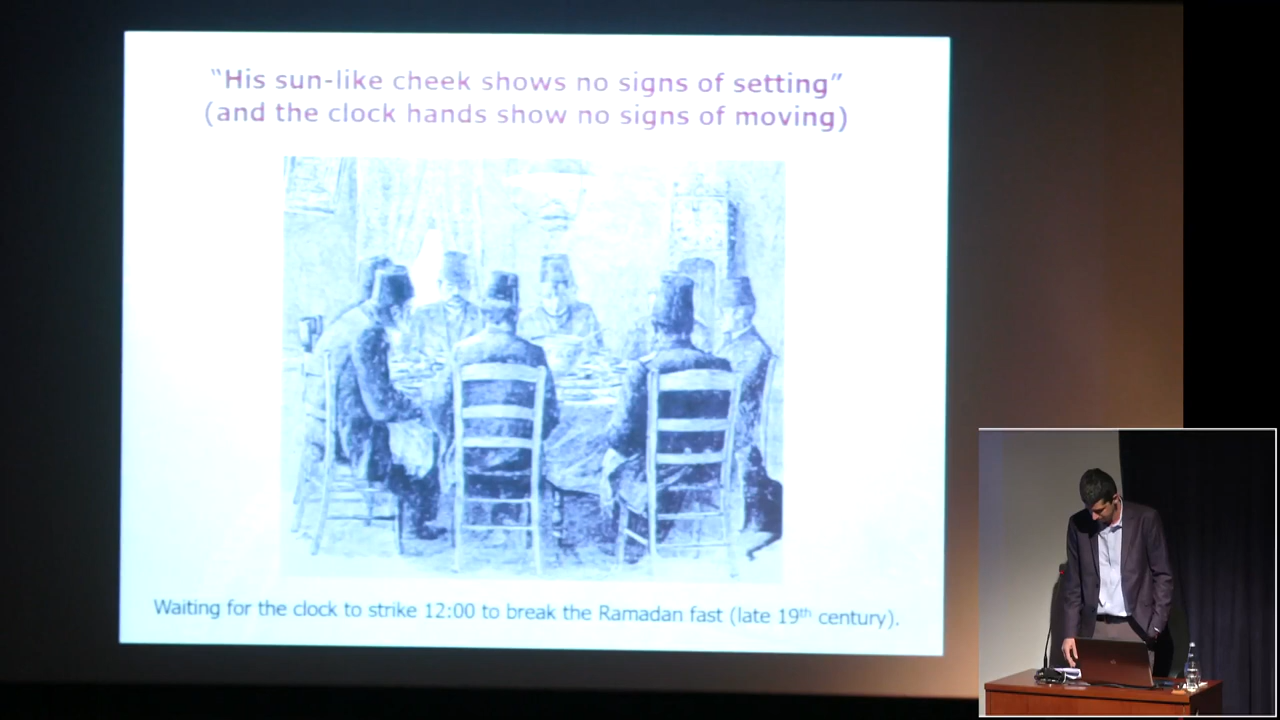 “His sun-like cheek shows no signs of setting”
(and the clock hands show no signs of moving)
Waiting for the clock to strike 12:00 to break the Ramadan fast (late 19th century).